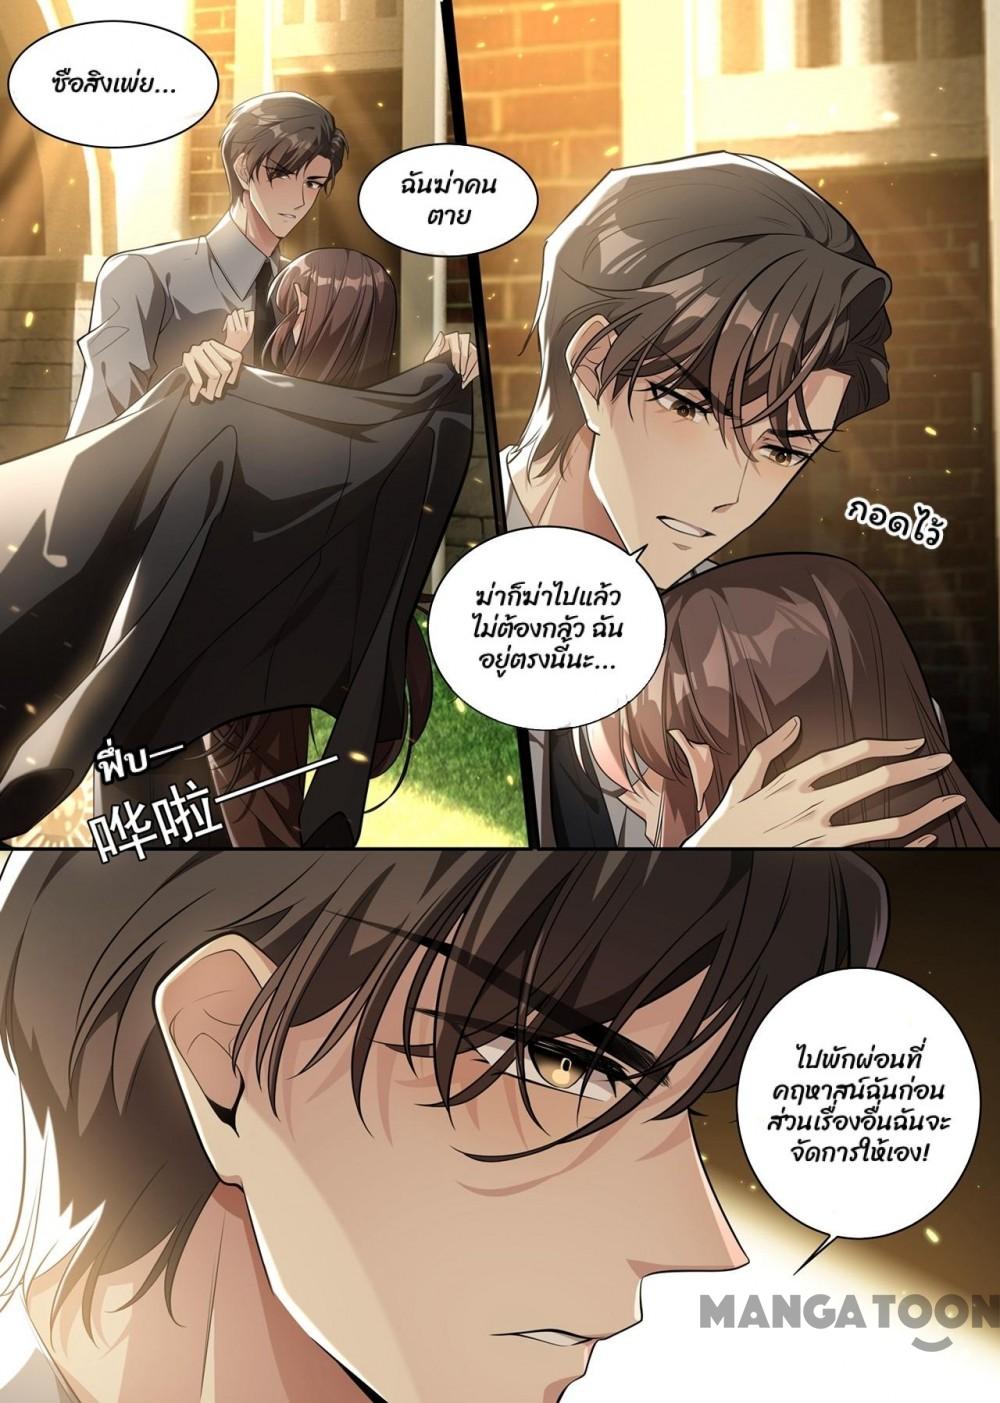 ซือสิงเพ่ย...
ฉันฆ่าคน
ตาย
กอดไว้
ฆ่าก็ฆ่าไปแล้ว
ไม่ต้องกลัว ฉัน
อยู่ตรงนี้นะ...
ฟึ่บ—
哗啦——
ไปพักผ่อนที่
คฤหาสน์ฉันก่อน
ส่วนเรื่องอื่นฉันจะ
จัดการให้เอง!
MANGATOON